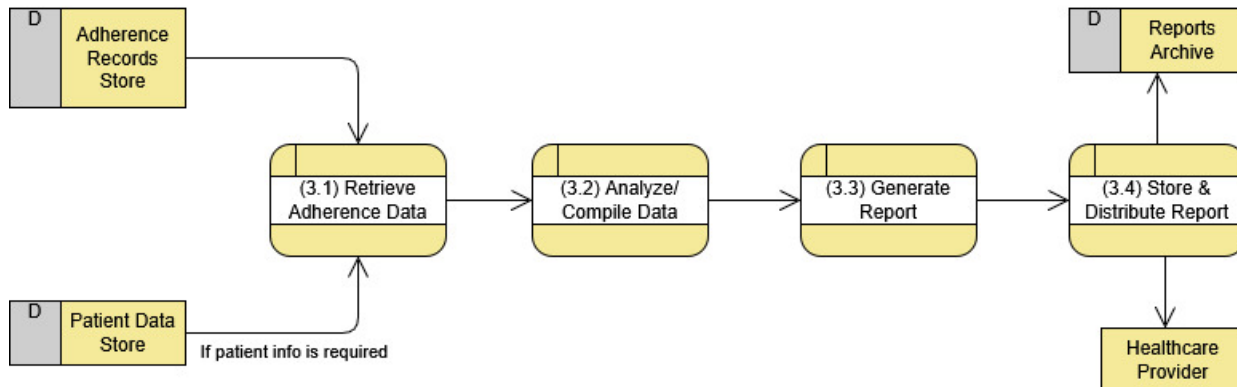 D
Adherence
Records
Store
D
Reports
Archive
(3.1) Retrieve
Adherence Data
(3.2) Analyze/
Compile Data
(3.3) Generate
Report
(3.4) Store &
Distribute Report
D
Patient Data
Store
If patient info is required
Healthcare
Provider